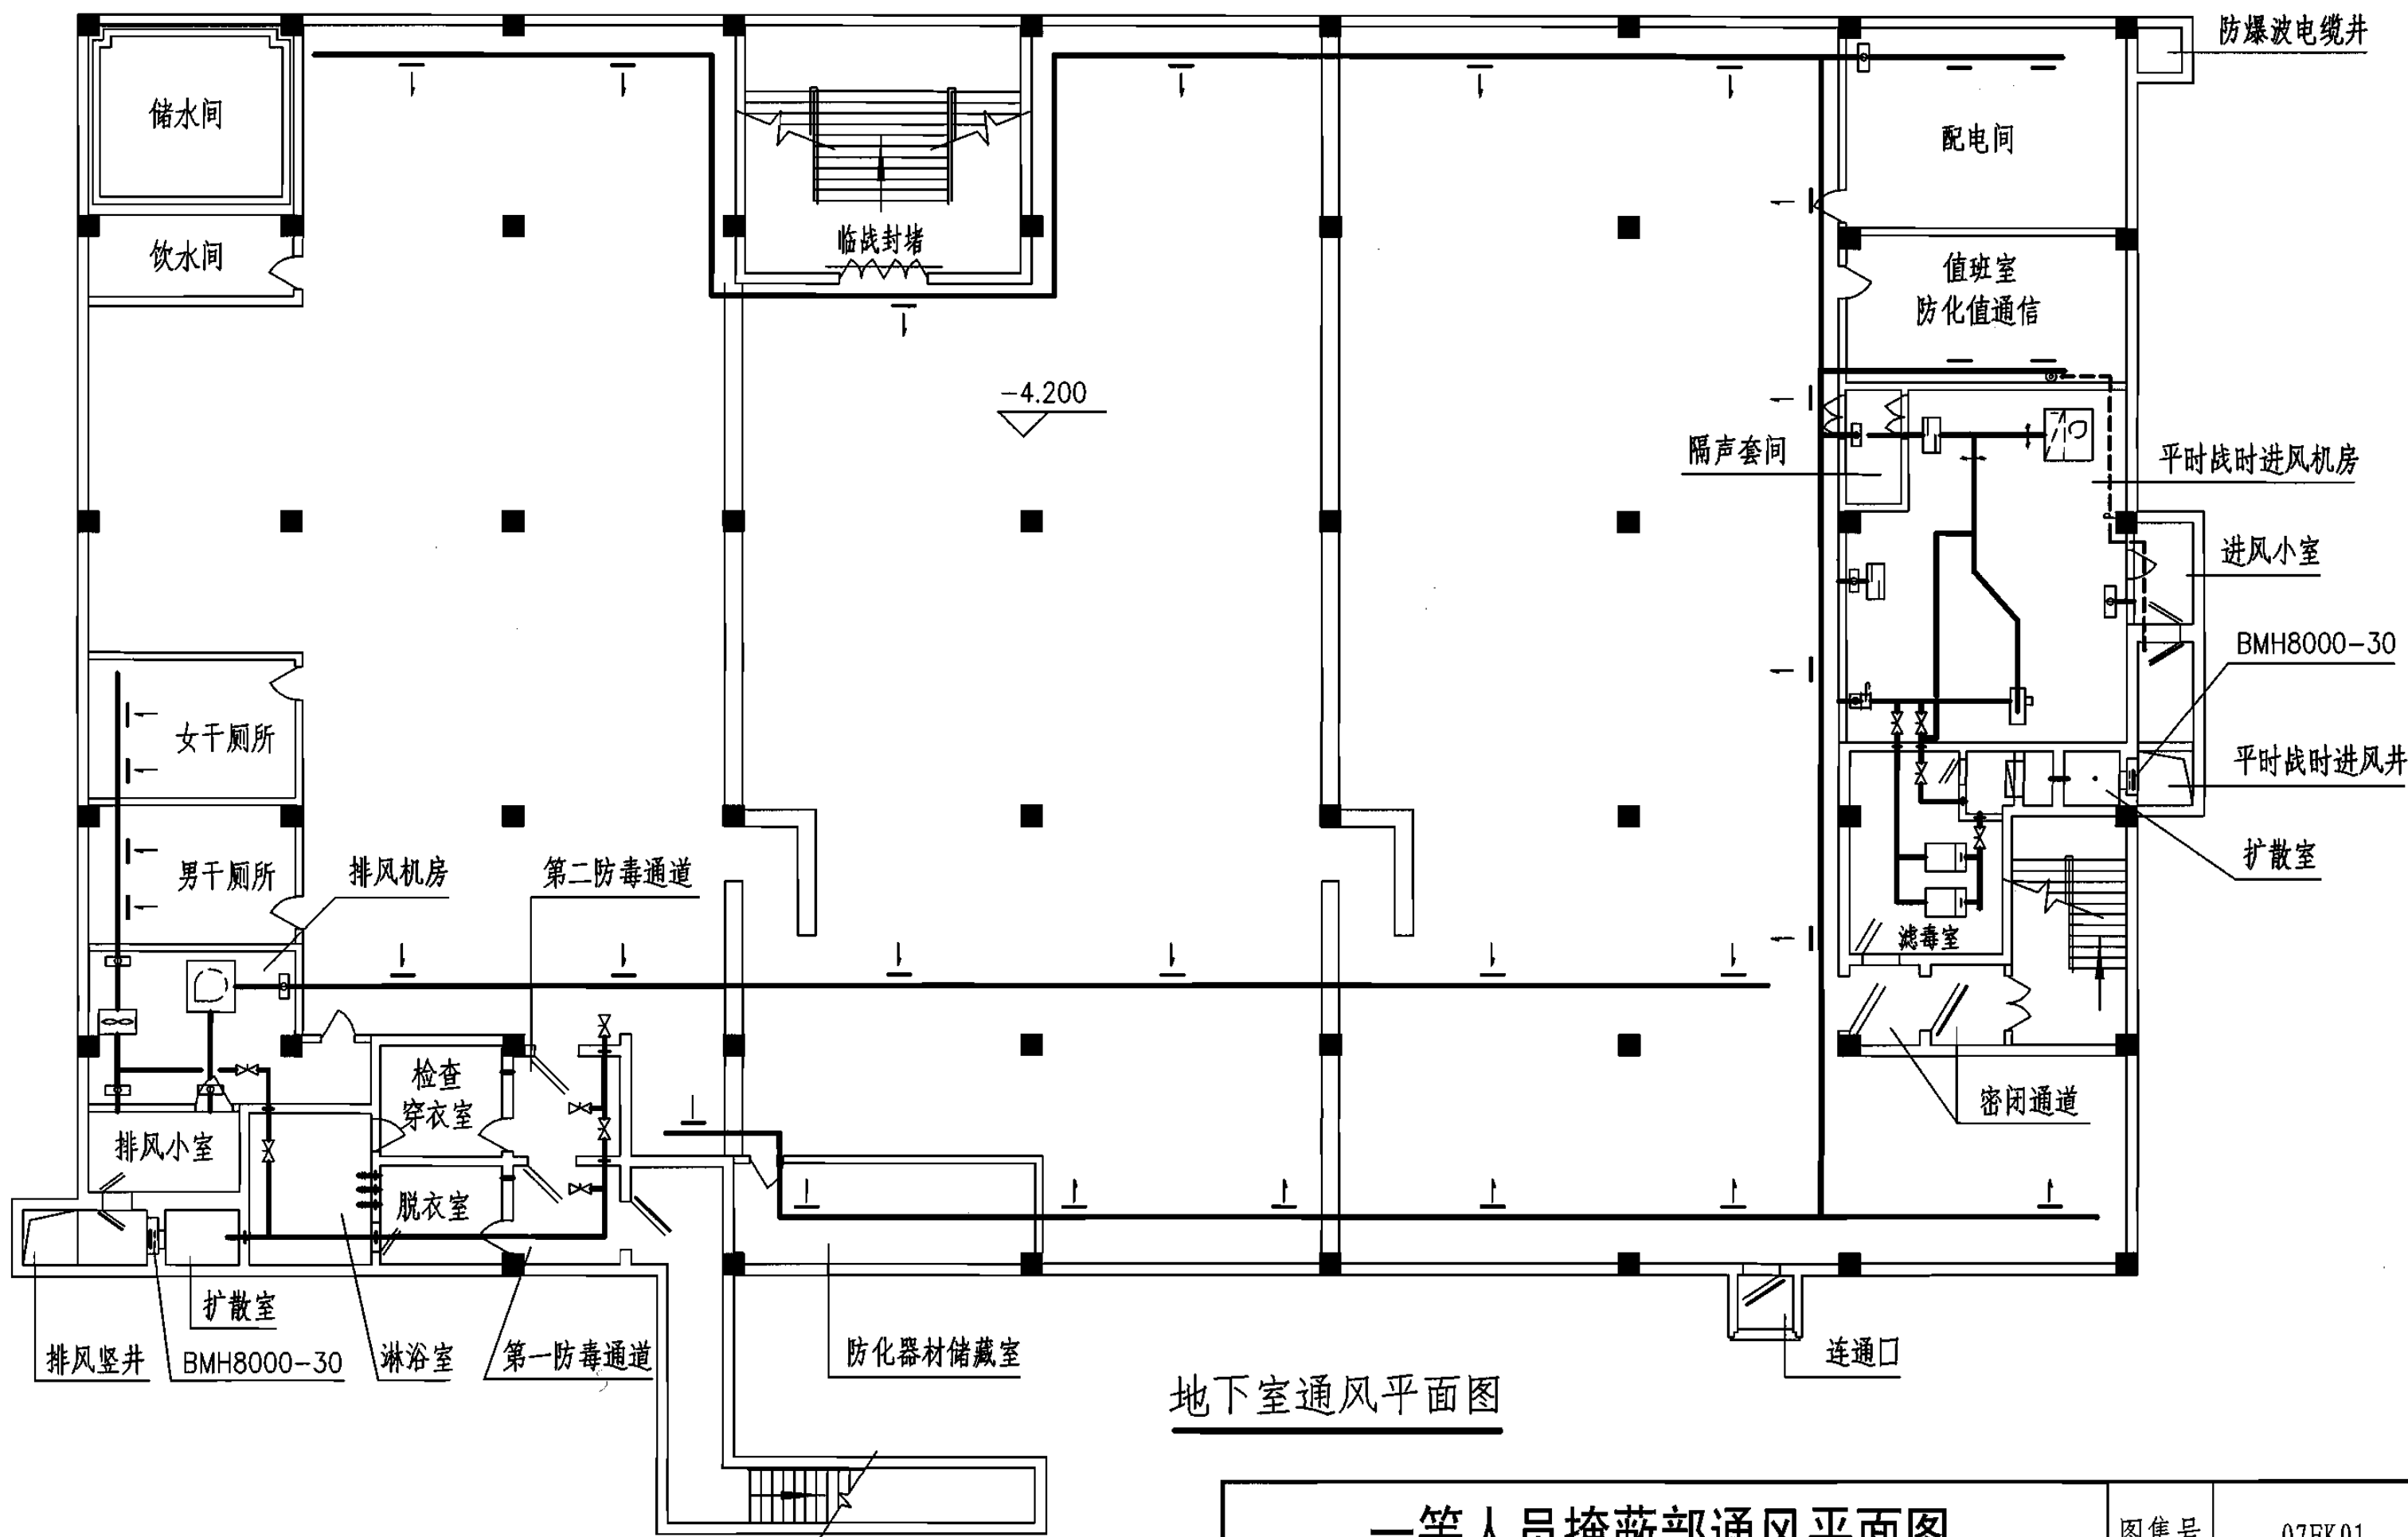 防爆波电缆井
储水间
配电间
临战封堵
饮水间
值班室
防化值通信
-4.200
隔声套间
平时战时进风机房
进风小室
BMH8000-30
女干厕所
平时战时进风井
排风机房
第二防毒通道
男干厕所
扩散室
滤毒室
检查
穿衣室
密闭通道
排风小室
脱衣室
扩散室
排风竖井
BMH8000-30
淋浴室
第一防毒通道
防化器材储藏室
连通口
地下室通风平面图
图集号
07FK01